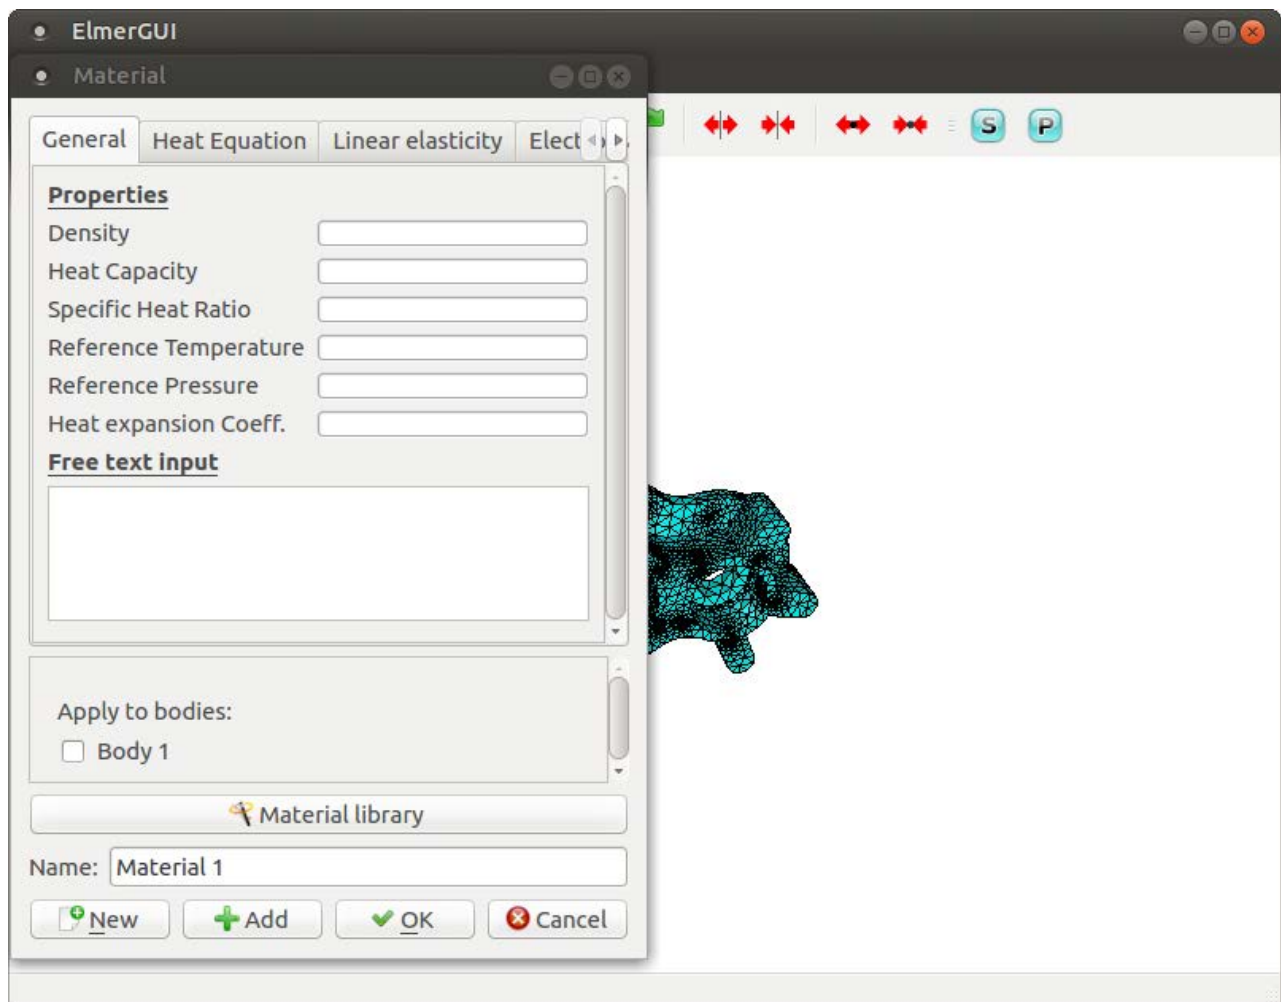 ElmerGUI
Material
General Heat Equation Linear elasticity
Properties
Density
Heat Capacity
Specific Heat Ratio
Reference Temperature
Reference Pressure
Heat expansion Coeff.
Free text input
Apply to bodies:
Body 1
Material library
Name: Material 1
New Add OK Cancel
S P